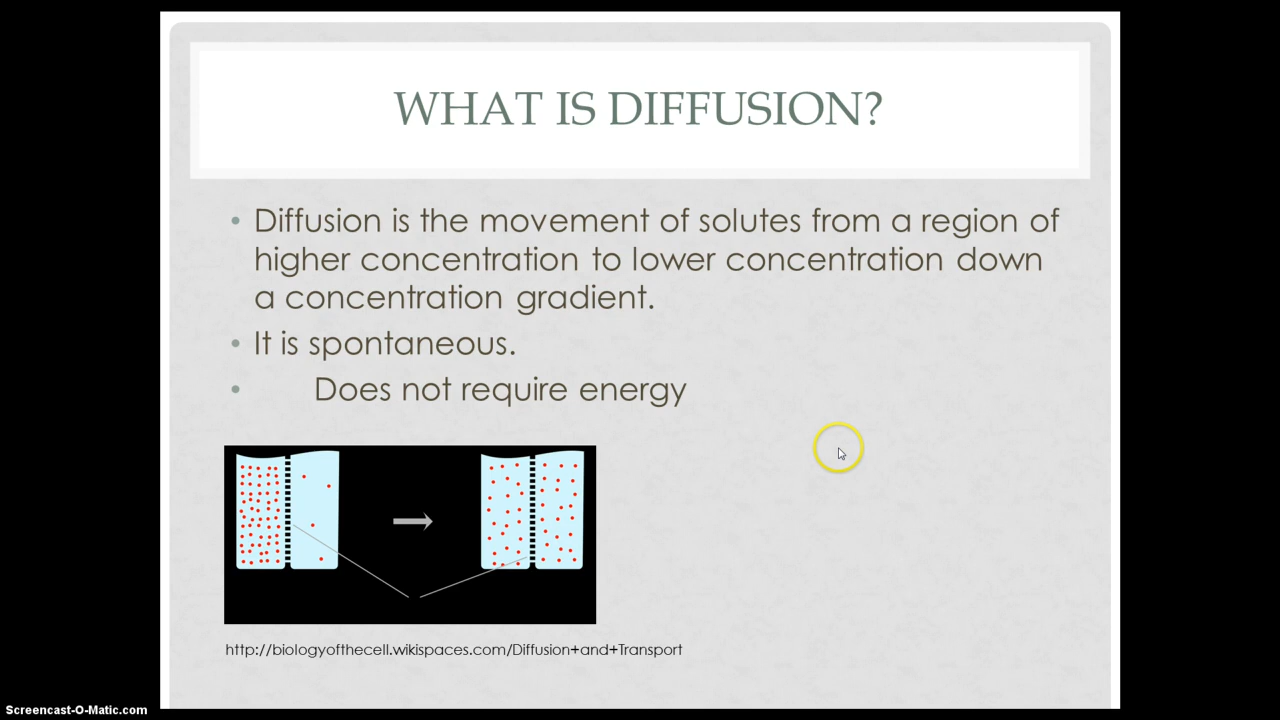 WHAT IS DIFFUSION?
• Diffusion is the movement of solutes from a region of
higher concentration to lower concentration down
a concentration gradient.
• It is spontaneous.
• Does not require energy
http://biologyofthecell.wikispaces.com/Diffusion+and+Transport
Screencast-O-Matic.com